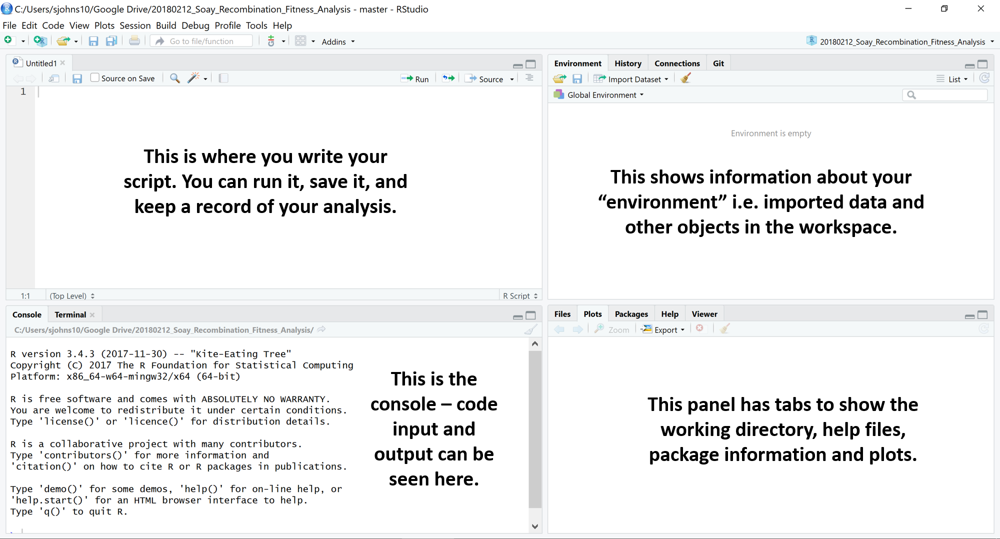 C:/Users/sjohns10/Google Drive/20180212_Soay_Recombination_Fitness_Analysis - master - RStudio
File Edit Code View Plots Session Build Debug Profile Tools Help
Go to file/function Addins 20180212_Soay_Recombination_Fitness_Analysis
Untitled1
Source on Save Run Source
1
This is where you write your
script. You can run it, save it, and
keep a record of your analysis.
1:1 (Top Level) R Script
Environment History Connections Git
Import Dataset List
Global Environment
Environment is empty
This shows information about your
“environment” i.e. imported data and
other objects in the workspace.
Console Terminal
C:/Users/sjohns10/Google Drive/20180212_Soay_Recombination_Fitness_Analysis/
R version 3.4.3 (2017-11-30) -- "Kite-Eating Tree"
Copyright (C) 2017 The R Foundation for Statistical Computing
Platform: x86_64-w64-mingw32/x64 (64-bit)
R is free software and comes with ABSOLUTELY NO WARRANTY.
You are welcome to redistribute it under certain conditions.
Type 'license()' or 'licence()' for distribution details.
R is a collaborative project with many contributors.
Type 'contributors()' for more information and
'citation()' on how to cite R or R packages in publications.
Type 'demo()' for some demos, 'help()' for on-line help, or
'help.start()' for an HTML browser interface to help.
Type 'q()' to quit R.
This is the
console – code
input and
output can be
seen here.
Files Plots Packages Help Viewer
Zoom Export
This panel has tabs to show the
working directory, help files,
package information and plots.